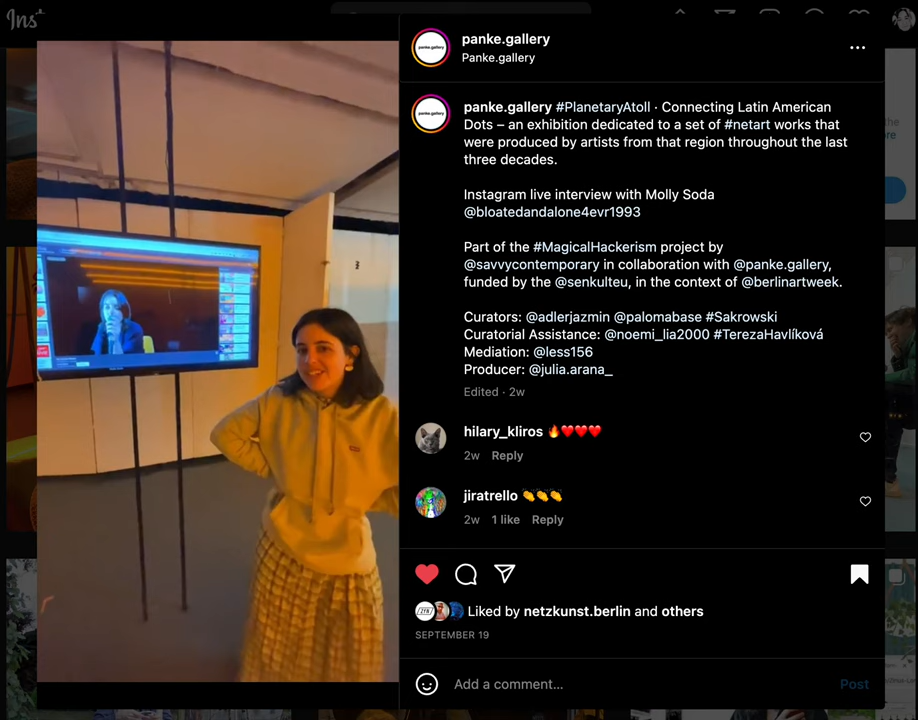 Ins
panke.gallery
Panke.gallery
panke.gallery #PlanetaryAtoll · Connecting Latin American
Dots – an exhibition dedicated to a set of #netart works that
were produced by artists from that region throughout the last
three decades.
Instagram live interview with Molly Soda
@bloatedandalone4evr1993
Part of the #MagicalHackerism project by
@savvycontemporary in collaboration with @panke.gallery,
funded by the @senkulteu, in the context of @berlinartweek.
Curators: @adlerjazmin @palomabase #Sakrowski
Curatorial Assistance: @noemi_lia2000 #TerezaHavlíková
Mediation: @less156
Producer: @julia.arana_
Edited · 2w
hilary_kliros 🔥❤️❤️❤️
2w Reply
jiratrello 👏👏👏
2w 1 like Reply
Liked by netzkunst.berlin and others
SEPTEMBER 19
Add a comment...
Post